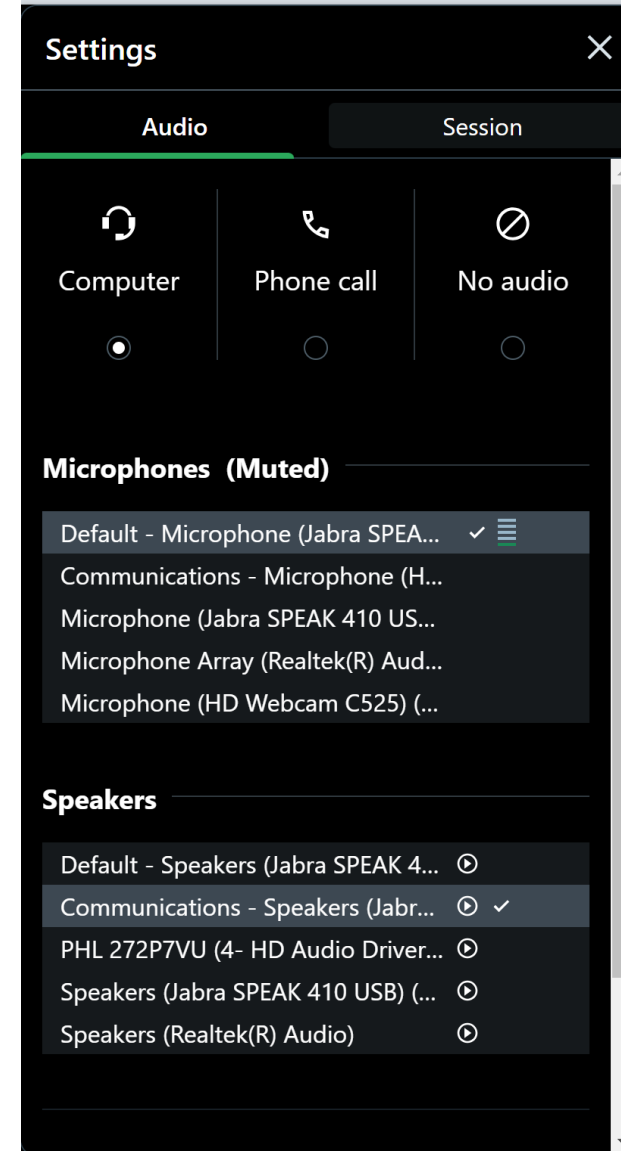 Settings
Audio
Session
Computer
Phone call
No audio
Microphones (Muted)
Default - Microphone (Jabra SPEA...
Communications - Microphone (H...
Microphone (Jabra SPEAK 410 US...
Microphone Array (Realtek(R) Aud...
Microphone (HD Webcam C525) (...
Speakers
Default - Speakers (Jabra SPEAK 4...
Communications - Speakers (Jabr...
PHL 272P7VU (4- HD Audio Driver...
Speakers (Jabra SPEAK 410 USB) (...
Speakers (Realtek(R) Audio)